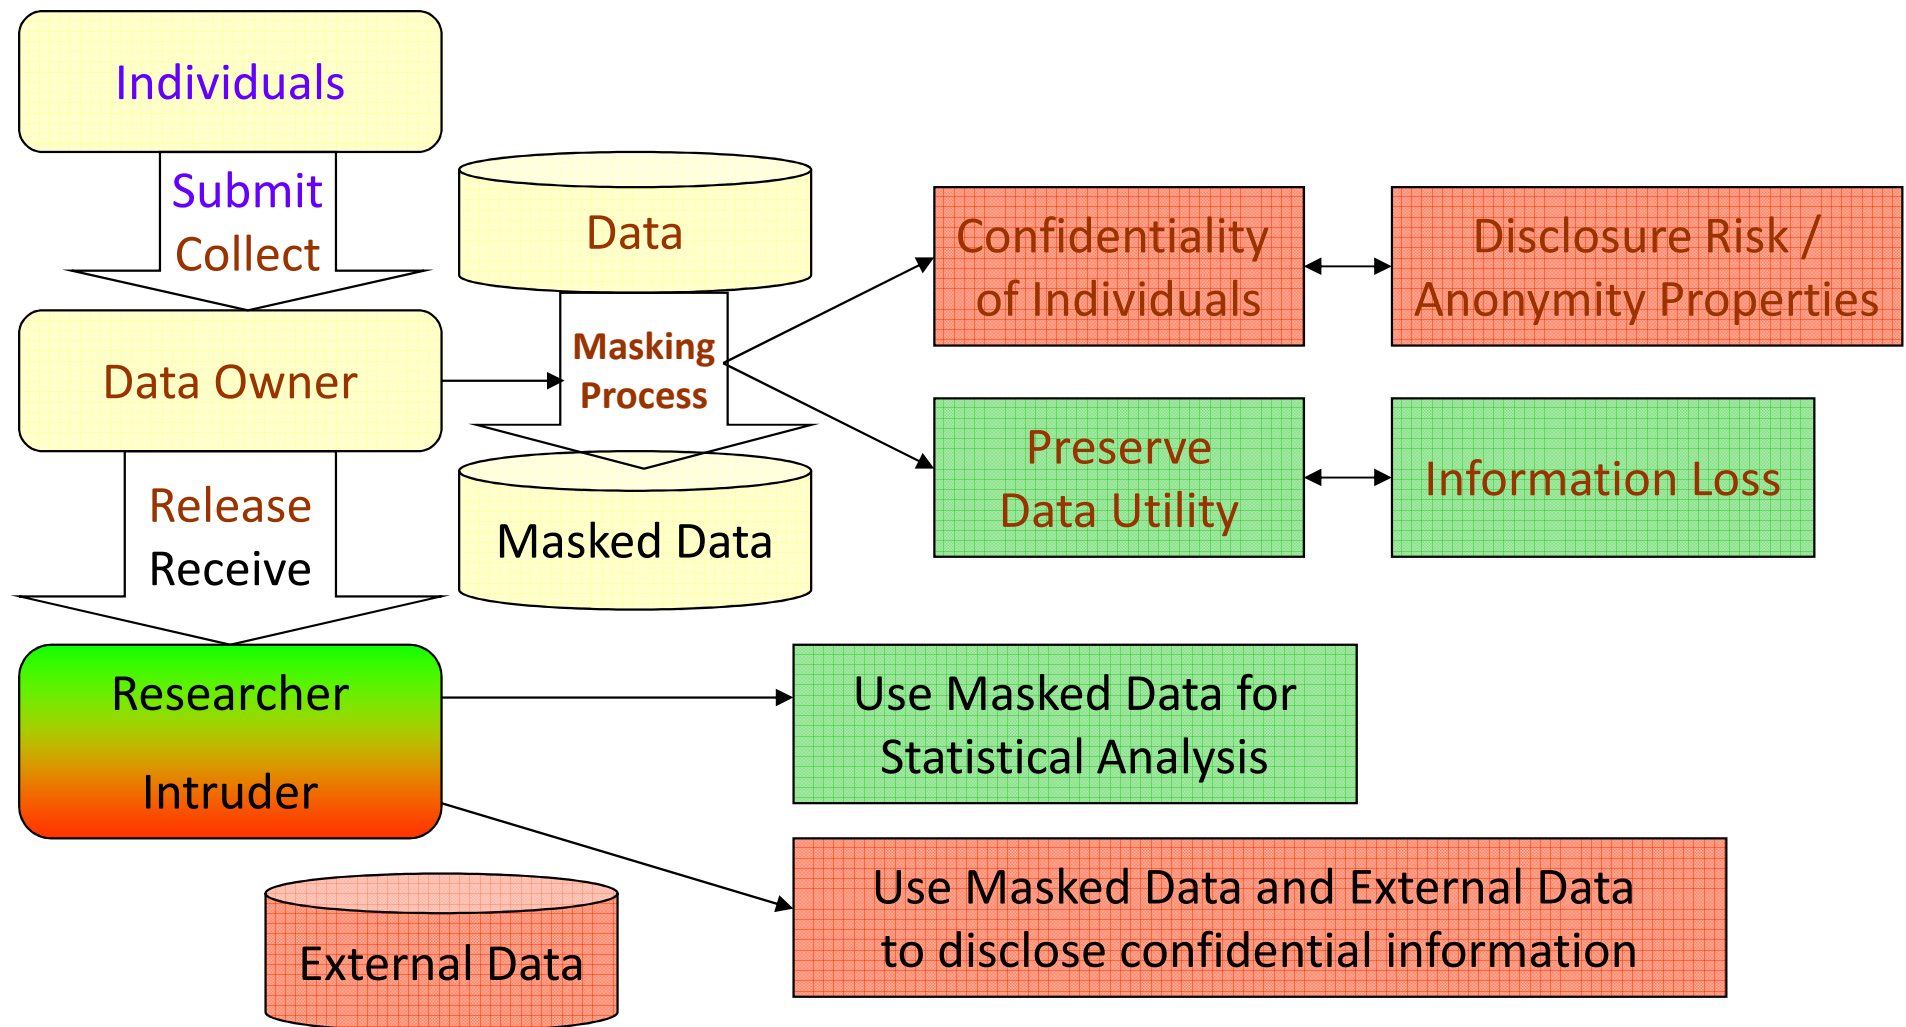 Individuals
Submit
Collect
Data
Confidentiality
of Individuals
Disclosure Risk /
Anonymity Properties
Data Owner
Masking
Process
Preserve
Data Utility
Information Loss
Release
Receive
Masked Data
Researcher
Intruder
Use Masked Data for
Statistical Analysis
External Data
Use Masked Data and External Data
to disclose confidential information